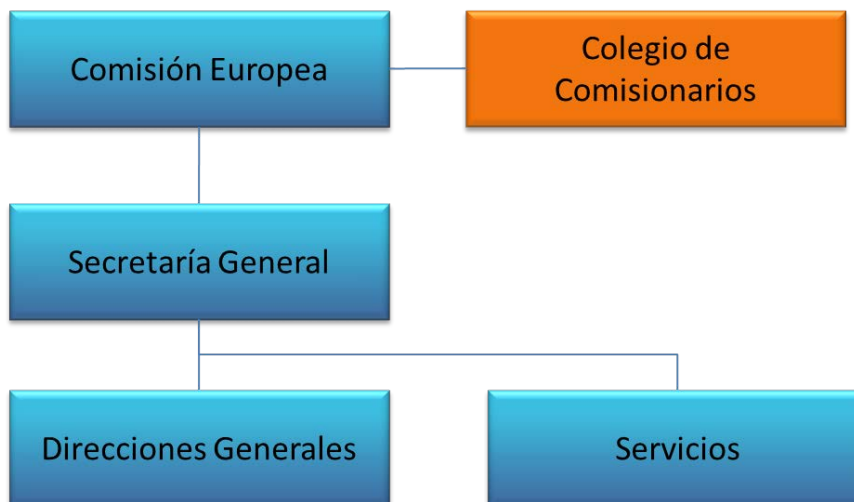 Comisión Europea
Colegio de
Comisionarios
Secretaría General
Direcciones Generales
Servicios